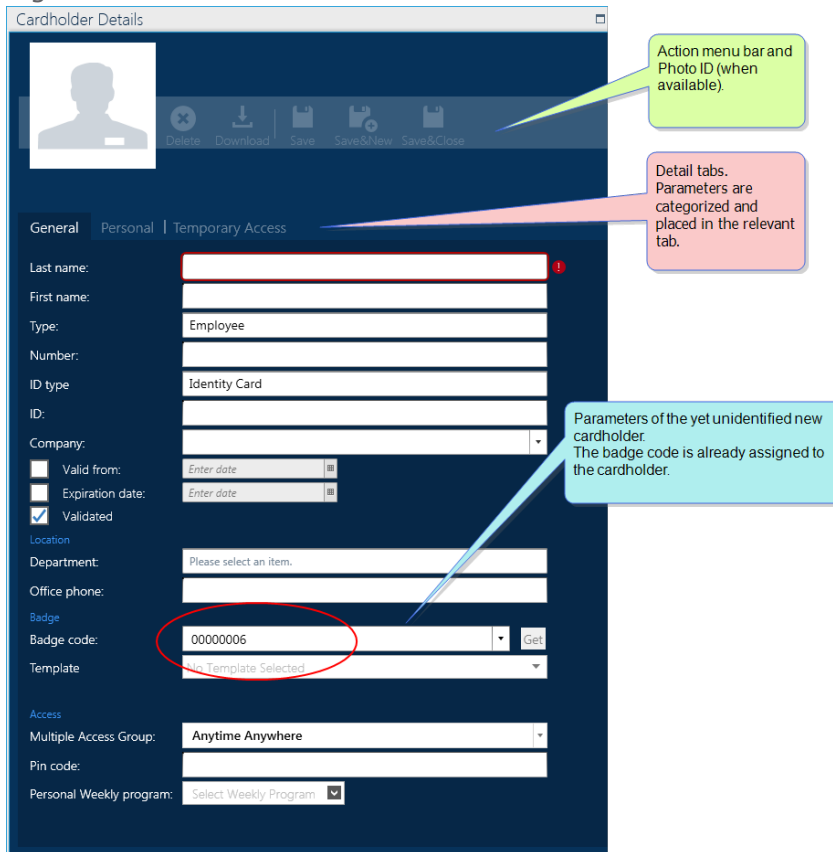 Cardholder Details
Action menu bar and
Photo ID (when
available).
Delete Download Save Save&New Save&Close
Detail tabs.
Parameters are
categorized and
placed in the relevant
tab.
General Personal Temporary Access
Last name:
First name:
Type: Employee
Number:
ID type Identity Card
ID:
Company:
Parameters of the yet unidentified new
cardholder.
The badge code is already assigned to
the cardholder.
Valid from: Enter date
Expiration date: Enter date
Validated
Location
Department: Please select an item.
Office phone:
Badge
Badge code: 00000006 Get
Template No Template Selected
Access
Multiple Access Group: Anytime Anywhere
Pin code:
Personal Weekly program: Select Weekly Program